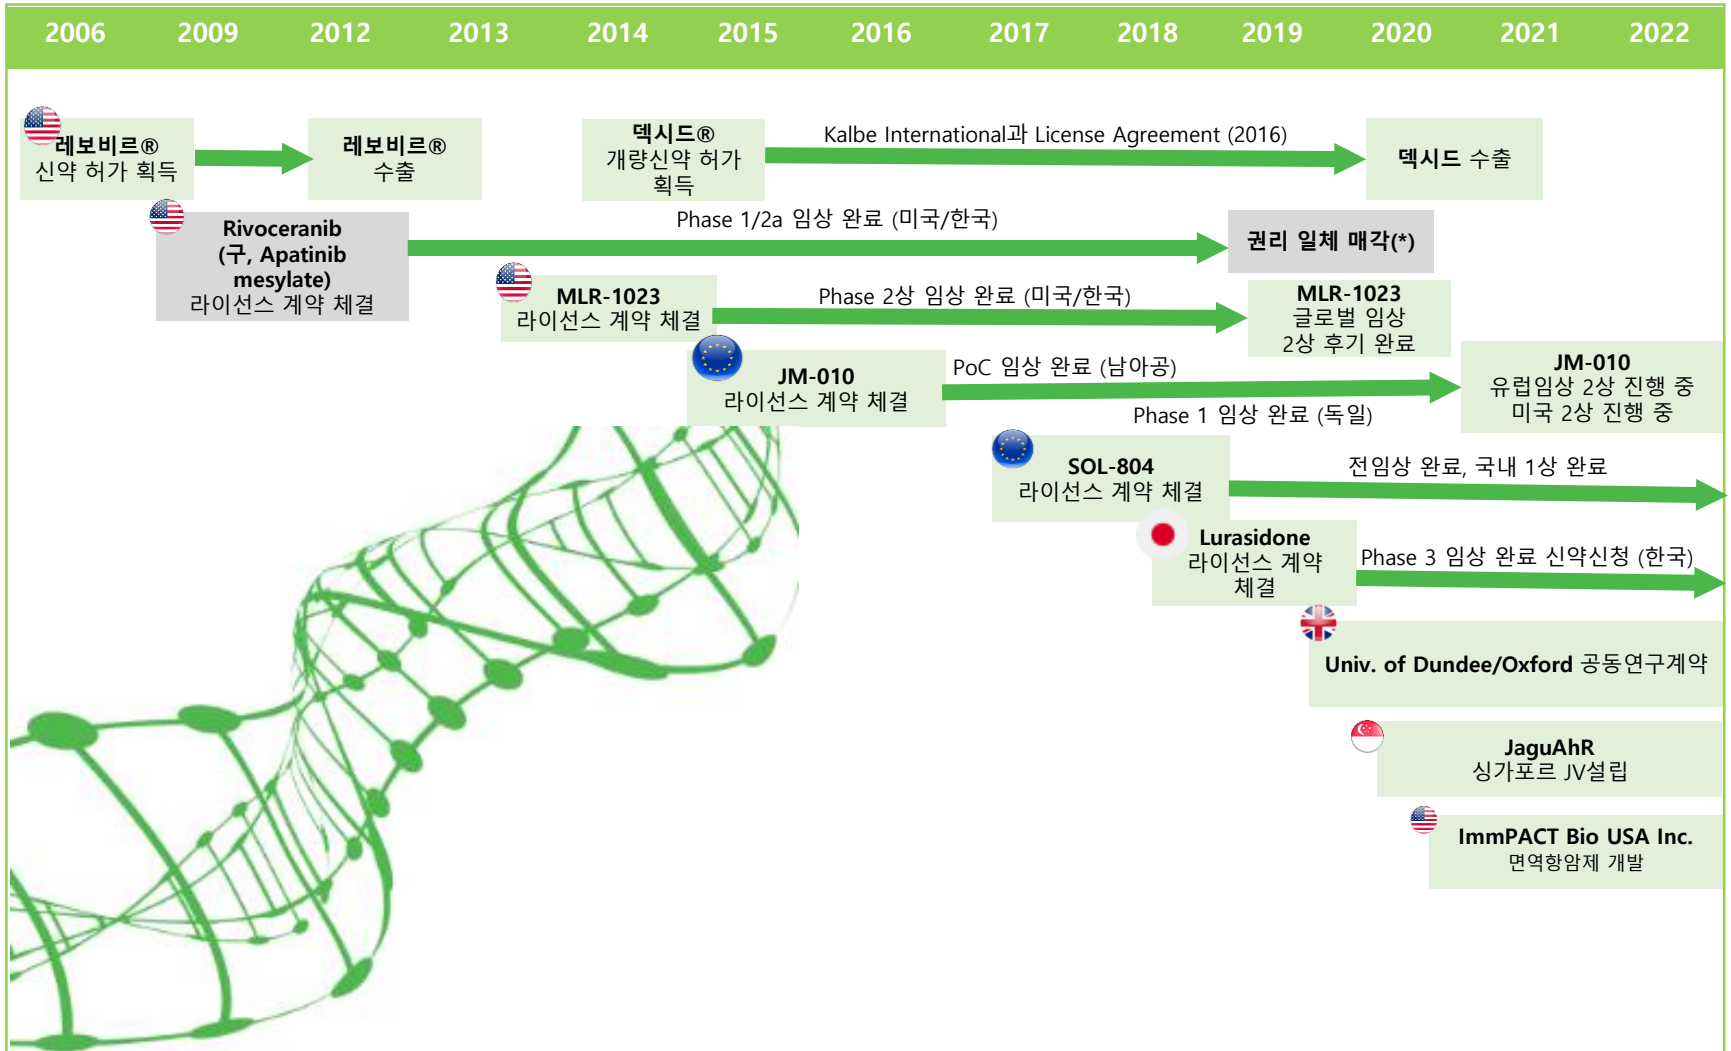 2006 2009 2012 2013 2014 2015 2016 2017 2018 2019 2020 2021 2022
레보비르®
신약 허가 획득
레보비르®
수출
덱시드®
개량신약 허가
획득
Kalbe International과 License Agreement (2016)
덱시드 수출
Rivoceranib
(구, Apatinib
mesylate)
라이선스 계약 체결
Phase 1/2a 임상 완료 (미국/한국)
권리 일체 매각(*)
MLR-1023
라이선스 계약 체결
Phase 2상 임상 완료 (미국/한국)
MLR-1023
글로벌 임상
2상 후기 완료
JM-010
라이선스 계약 체결
PoC 임상 완료 (남아공)
Phase 1 임상 완료 (독일)
JM-010
유럽임상 2상 진행 중
미국 2상 진행 중
SOL-804
라이선스 계약 체결
전임상 완료, 국내 1상 완료
Lurasidone
라이선스 계약
체결
Phase 3 임상 완료 신약신청 (한국)
Univ. of Dundee/Oxford 공동연구계약
JaguAhR
싱가포르 JV설립
ImmPACT Bio USA Inc.
면역항암제 개발